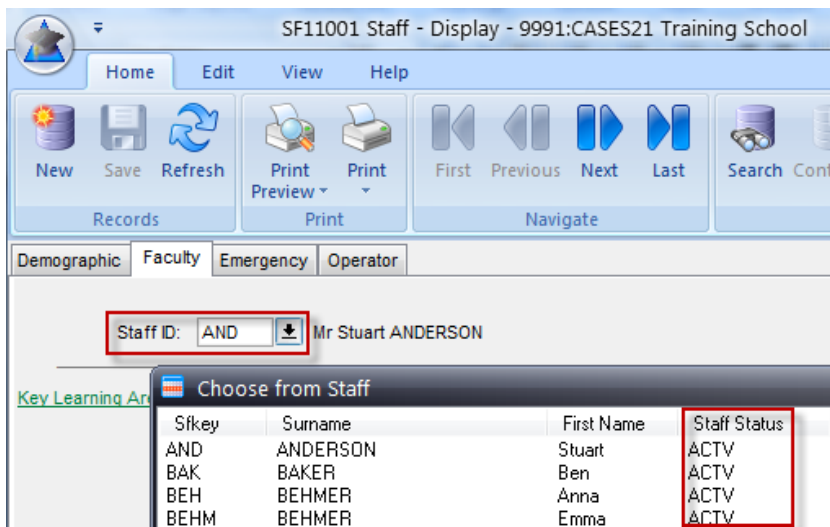 SF11001 Staff - Display - 9991:CASES21 Training School
Home Edit View Help
New Save Refresh Print Preview Print First Previous Next Last Search
Records Print Navigate
Demographic Faculty Emergency Operator
Staff ID: AND Mr Stuart ANDERSON
Key Learning
Choose from Staff
Sfkey Surname First Name Staff Status
AND ANDERSON Stuart ACTV
BAK BAKER Ben ACTV
BEH BEHMER Anna ACTV
BEHM BEHMER Emma ACTV